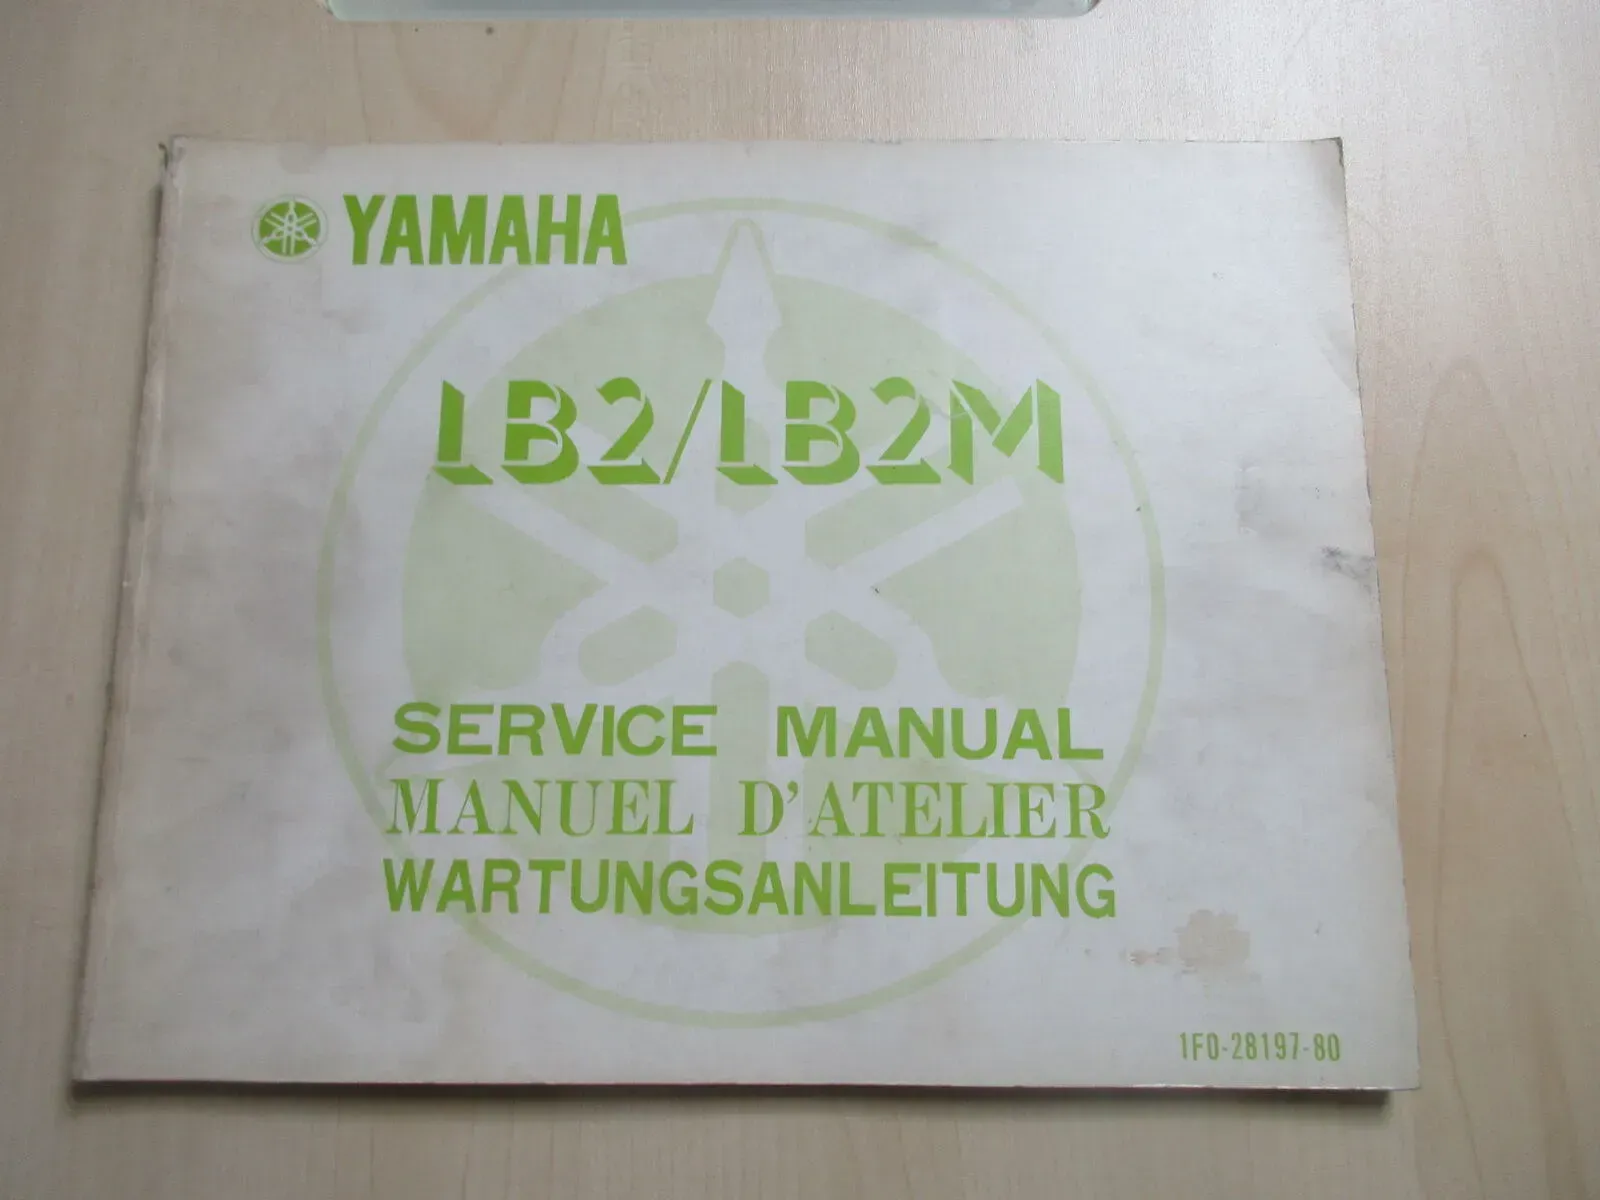 YAMAHA
LB2/LB2M
SERVICE MANUAL
MANUEL D'ATELIER
WARTUNGSANLEITUNG
1F0-28197-80